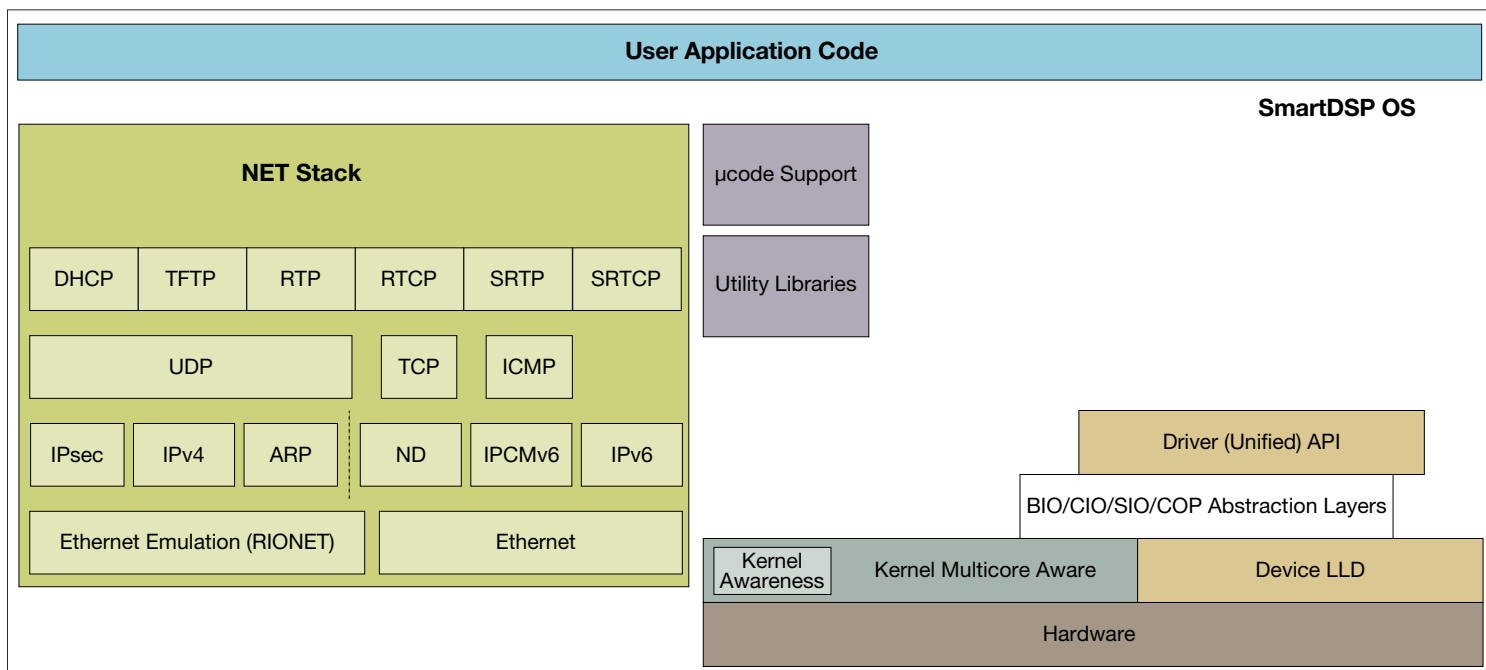 User Application Code
SmartDSP OS
NET Stack
µcode Support
DHCP TFTP RTP RTCP SRTP SRTCP
Utility Libraries
UDP TCP ICMP
IPsec IPv4 ARP ND IPCMv6 IPv6
Driver (Unified) API
BIO/CIO/SIO/COP Abstraction Layers
Ethernet Emulation (RIONET) Ethernet
Kernel
Awareness
Kernel Multicore Aware
Device LLD
Hardware